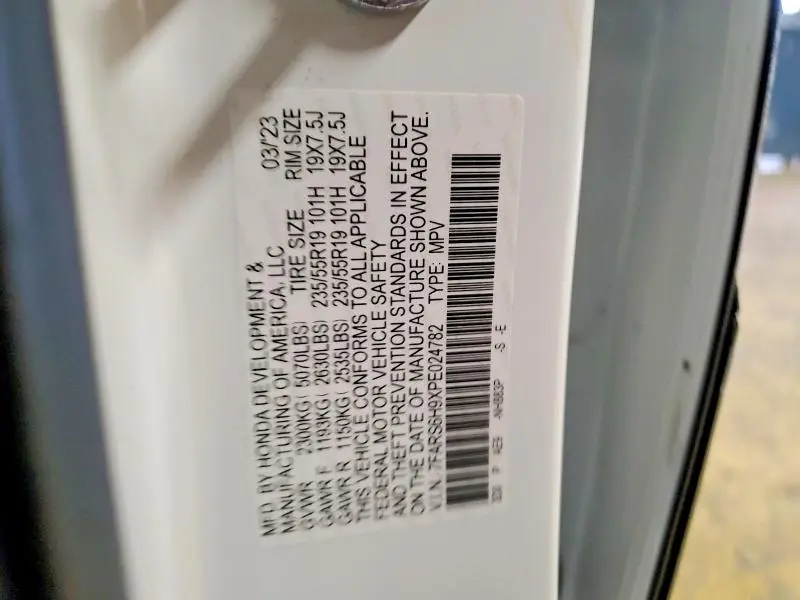 MFD. BY HONDA DEVELOPMENT &
MANUFACTURING OF AMERICA, LLC 03/'23
GVWR 2300KG( 5070LBS) TIRE SIZE RIM SIZE
GAWR F 1193KG( 2630LBS) 235/55R19 101H 19X7.5J
GAWR R 1150KG( 2535LBS) 235/55R19 101H 19X7.5J
THIS VEHICLE CONFORMS TO ALL APPLICABLE
FEDERAL MOTOR VEHICLE SAFETY
AND THEFT PREVENTION STANDARDS IN EFFECT
ON THE DATE OF MANUFACTURE SHOWN ABOVE.
V.I.N. 7FARS6H9XPE024782 TYPE: MPV
P -NH883P -S -E